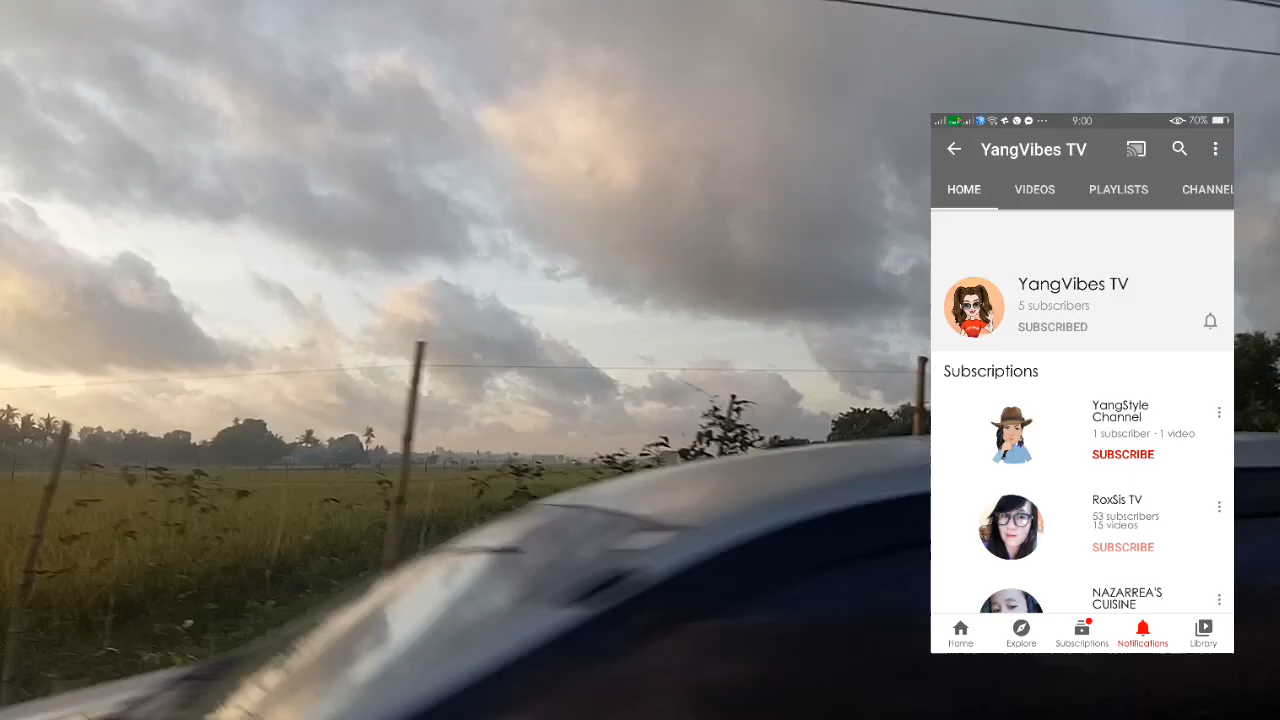 9:00
70%
YangVibes TV
HOME
VIDEOS
PLAYLISTS
CHANNEL
YangVibes TV
5 subscribers
SUBSCRIBED
Subscriptions
YangStyle
Channel
1 subscriber · 1 video
SUBSCRIBE
RoxSis TV
53 subscribers
15 videos
SUBSCRIBE
NAZARREA'S
CUISINE
Home
Explore
Subscriptions
Notifications
Library